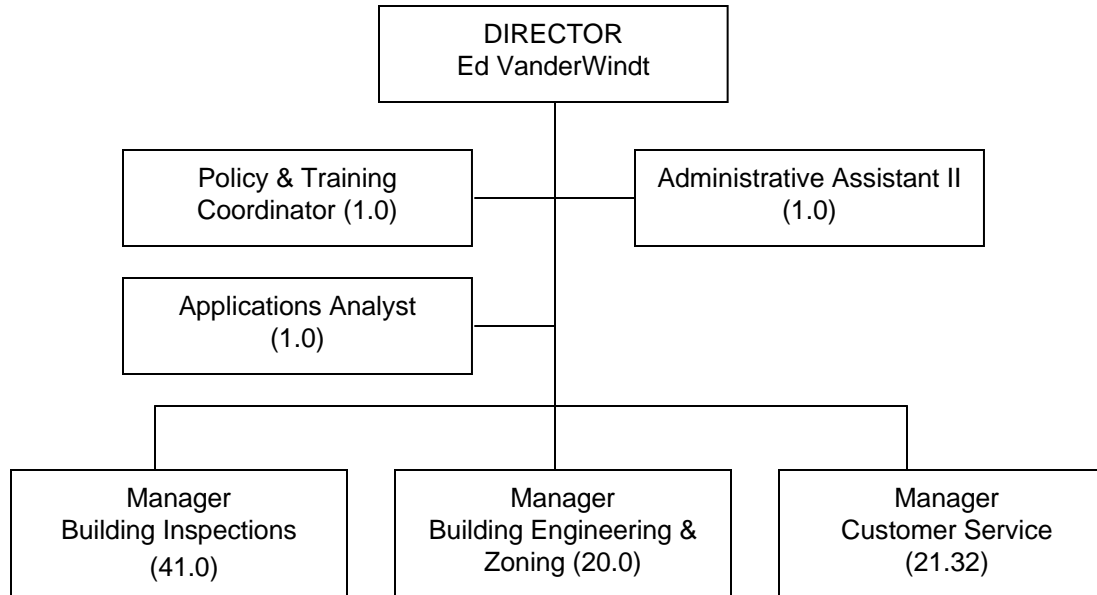 DIRECTOR
Ed VanderWindt
Policy & Training
Coordinator (1.0)
Administrative Assistant II
(1.0)
Applications Analyst
(1.0)
Manager
Building Inspections
(41.0)
Manager
Building Engineering &
Zoning (20.0)
Manager
Customer Service
(21.32)